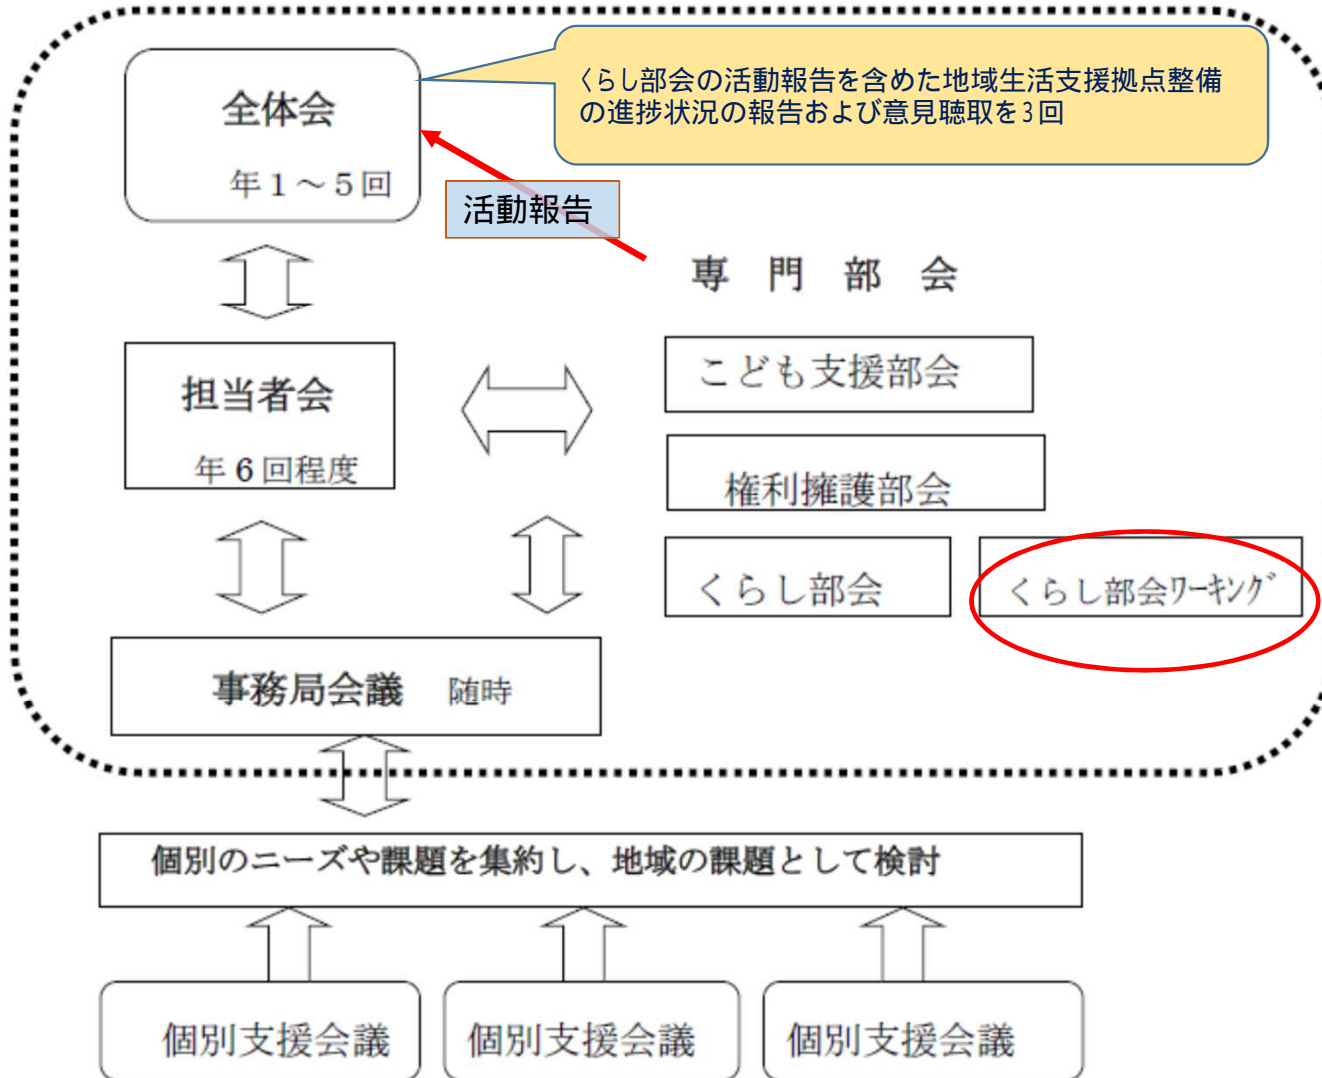 くらし部会の活動報告を含めた地域生活支援拠点整備
の進捗状況の報告および意見聴取を3回
全体会
年1～5回
活動報告
専門部会
こども支援部会
担当者会
年6回程度
権利擁護部会
くらし部会
くらし部会ﾜｰｷﾝｸﾞ
事務局会議 随時
個別のニーズや課題を集約し、地域の課題として検討
個別支援会議
個別支援会議
個別支援会議